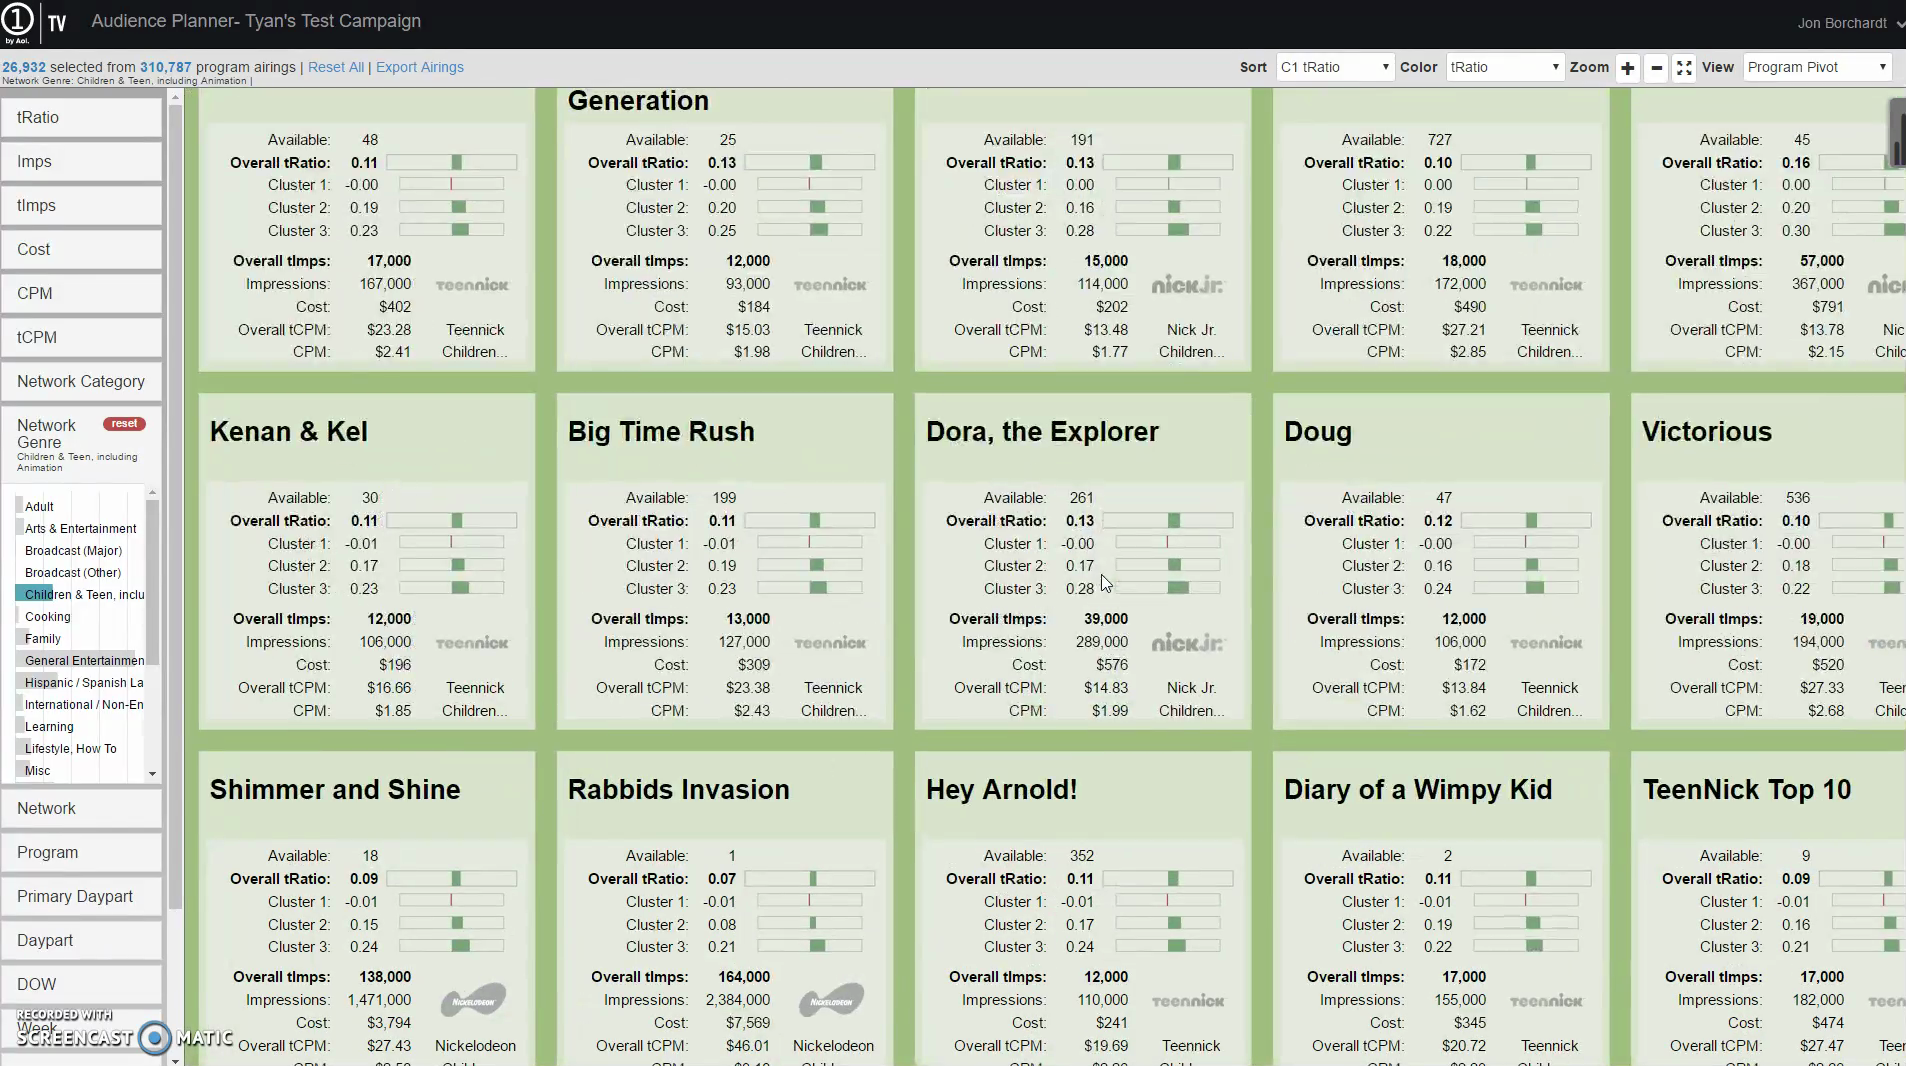 1 TV Audience Planner- Tyan's Test Campaign Jon Borchardt
by Aol.
26,932 selected from 310,787 program airings | Reset All | Export Airings Sort C1 tRatio Color tRatio Zoom + - View Program Pivot
Network Genre: Children & Teen, including Animation |
tRatio
Imps
tImps
Cost
CPM
tCPM
Network Category
Network Genre reset
Children & Teen, including
Animation
Adult
Arts & Entertainment
Broadcast (Major)
Broadcast (Other)
Children & Teen, inclu
Cooking
Family
General Entertainmen
Hispanic / Spanish La
International / Non-En
Learning
Lifestyle, How To
Misc
Network
Program
Primary Daypart
Daypart
DOW
Week
RECORDED WITH
SCREENCAST MATIC
Available: 48
Overall tRatio: 0.11
Cluster 1: -0.00
Cluster 2: 0.19
Cluster 3: 0.23
Overall tImps: 17,000
Impressions: 167,000 TEENNICK
Cost: $402
Overall tCPM: $23.28 Teennick
CPM: $2.41 Children...
Generation
Available: 25
Overall tRatio: 0.13
Cluster 1: -0.00
Cluster 2: 0.20
Cluster 3: 0.25
Overall tImps: 12,000
Impressions: 93,000 TEENNICK
Cost: $184
Overall tCPM: $15.03 Teennick
CPM: $1.98 Children...
Available: 191
Overall tRatio: 0.13
Cluster 1: 0.00
Cluster 2: 0.16
Cluster 3: 0.28
Overall tImps: 15,000
Impressions: 114,000 nick jr.
Cost: $202
Overall tCPM: $13.48 Nick Jr.
CPM: $1.77 Children...
Available: 727
Overall tRatio: 0.10
Cluster 1: 0.00
Cluster 2: 0.19
Cluster 3: 0.22
Overall tImps: 18,000
Impressions: 172,000 TEENNICK
Cost: $490
Overall tCPM: $27.21 Teennick
CPM: $2.85 Children...
Available: 45
Overall tRatio: 0.16
Cluster 1: 0.00
Cluster 2: 0.20
Cluster 3: 0.30
Overall tImps: 57,000
Impressions: 367,000 nick
Cost: $791
Overall tCPM: $13.78 Nic
CPM: $2.15 Chilc
Kenan & Kel
Available: 30
Overall tRatio: 0.11
Cluster 1: -0.01
Cluster 2: 0.17
Cluster 3: 0.23
Overall tImps: 12,000
Impressions: 106,000 TEENNICK
Cost: $196
Overall tCPM: $16.66 Teennick
CPM: $1.85 Children...
Big Time Rush
Available: 199
Overall tRatio: 0.11
Cluster 1: -0.01
Cluster 2: 0.19
Cluster 3: 0.23
Overall tImps: 13,000
Impressions: 127,000 TEENNICK
Cost: $309
Overall tCPM: $23.38 Teennick
CPM: $2.43 Children...
Dora, the Explorer
Available: 261
Overall tRatio: 0.13
Cluster 1: -0.00
Cluster 2: 0.17
Cluster 3: 0.28
Overall tImps: 39,000
Impressions: 289,000 nick jr.
Cost: $576
Overall tCPM: $14.83 Nick Jr.
CPM: $1.99 Children...
Doug
Available: 47
Overall tRatio: 0.12
Cluster 1: -0.00
Cluster 2: 0.16
Cluster 3: 0.24
Overall tImps: 12,000
Impressions: 106,000 TEENNICK
Cost: $172
Overall tCPM: $13.84 Teennick
CPM: $1.62 Children...
Victorious
Available: 536
Overall tRatio: 0.10
Cluster 1: -0.00
Cluster 2: 0.18
Cluster 3: 0.22
Overall tImps: 19,000
Impressions: 194,000 TEEN
Cost: $520
Overall tCPM: $27.33 Teer
CPM: $2.68 Chilc
Shimmer and Shine
Available: 18
Overall tRatio: 0.09
Cluster 1: -0.01
Cluster 2: 0.15
Cluster 3: 0.24
Overall tImps: 138,000
Impressions: 1,471,000 NICKELODEON
Cost: $3,794
Overall tCPM: $27.43 Nickelodeon
Rabbids Invasion
Available: 1
Overall tRatio: 0.07
Cluster 1: -0.01
Cluster 2: 0.08
Cluster 3: 0.21
Overall tImps: 164,000
Impressions: 2,384,000 NICKELODEON
Cost: $7,569
Overall tCPM: $46.01 Nickelodeon
Hey Arnold!
Available: 352
Overall tRatio: 0.11
Cluster 1: -0.01
Cluster 2: 0.17
Cluster 3: 0.24
Overall tImps: 12,000
Impressions: 110,000 TEENNICK
Cost: $241
Overall tCPM: $19.69 Teennick
Diary of a Wimpy Kid
Available: 2
Overall tRatio: 0.11
Cluster 1: -0.01
Cluster 2: 0.19
Cluster 3: 0.22
Overall tImps: 17,000
Impressions: 155,000 TEENNICK
Cost: $345
Overall tCPM: $20.72 Teennick
TeenNick Top 10
Available: 9
Overall tRatio: 0.09
Cluster 1: -0.01
Cluster 2: 0.16
Cluster 3: 0.21
Overall tImps: 17,000
Impressions: 182,000 TEEN
Cost: $474
Overall tCPM: $27.47 Teer